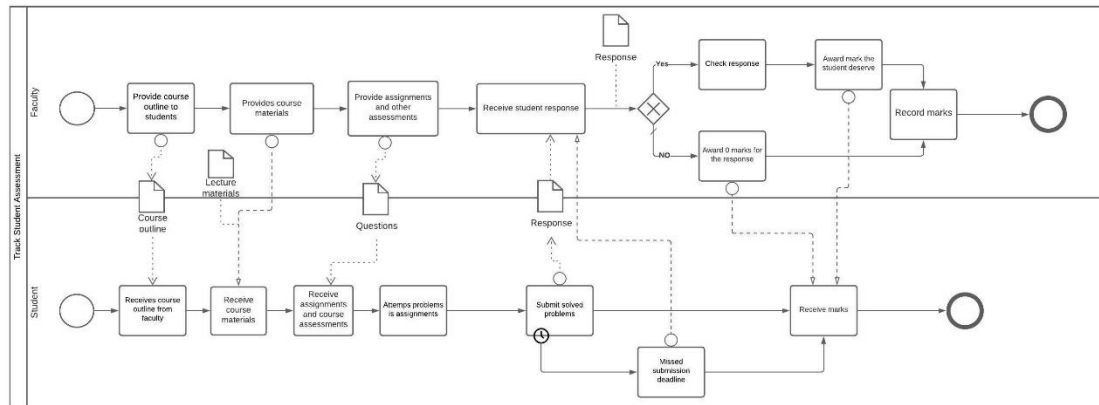 Track Student Assessment
Faculty
Provide course
outline to
students
Provides course
materials
Provide assignments
and other
assessments
Receive student response
Response
Yes
Check response
Award mark the
student deserve
Record marks
NO
Award 0 marks for
the response
Course
outline
Lecture
materials
Questions
Response
Student
Receives course
outline from
faculty
Receive
course
materials
Receive
assignments
and course
assessments
Attemps problems
is assignments
Submit solved
problems
Missed
submission
deadline
Receive marks